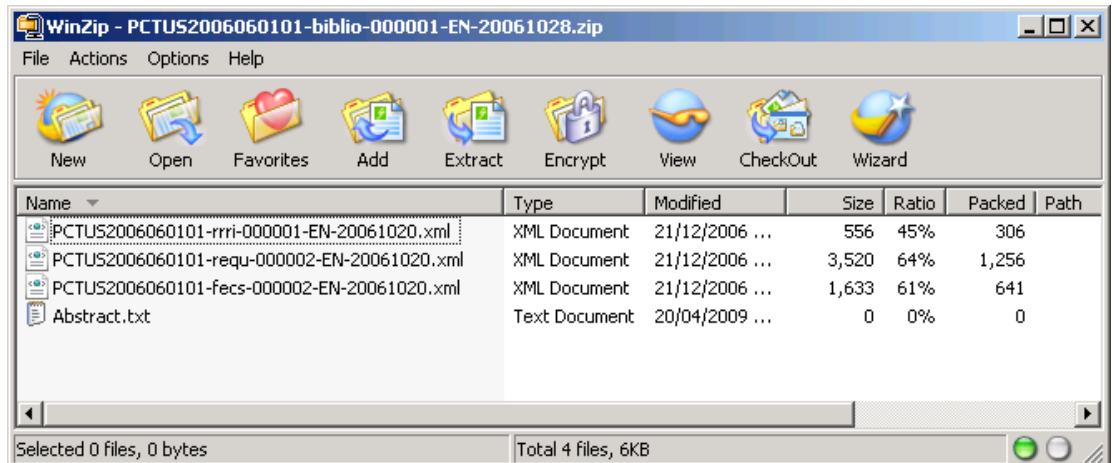 WinZip - PCTUS2006060101-biblio-000001-EN-20061028.zip
File Actions Options Help
New Open Favorites Add Extract Encrypt View CheckOut Wizard
Name Type Modified Size Ratio Packed Path
PCTUS2006060101-rrri-000001-EN-20061020.xml XML Document 21/12/2006 ... 556 45% 306
PCTUS2006060101-requ-000002-EN-20061020.xml XML Document 21/12/2006 ... 3,520 64% 1,256
PCTUS2006060101-fecs-000002-EN-20061020.xml XML Document 21/12/2006 ... 1,633 61% 641
Abstract.txt Text Document 20/04/2009 ... 0 0% 0
Selected 0 files, 0 bytes Total 4 files, 6KB